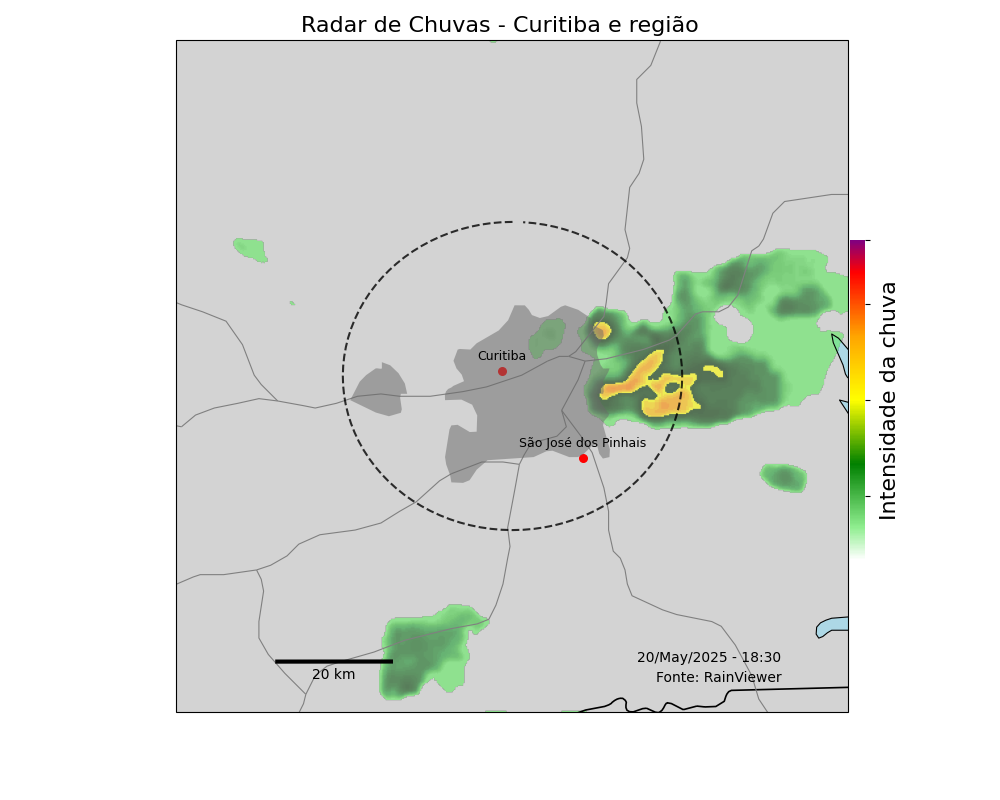 Radar de Chuvas - Curitiba e região
Curitiba
São José dos Pinhais
Intensidade da chuva
20 km
20/May/2025 - 18:30
Fonte: RainViewer